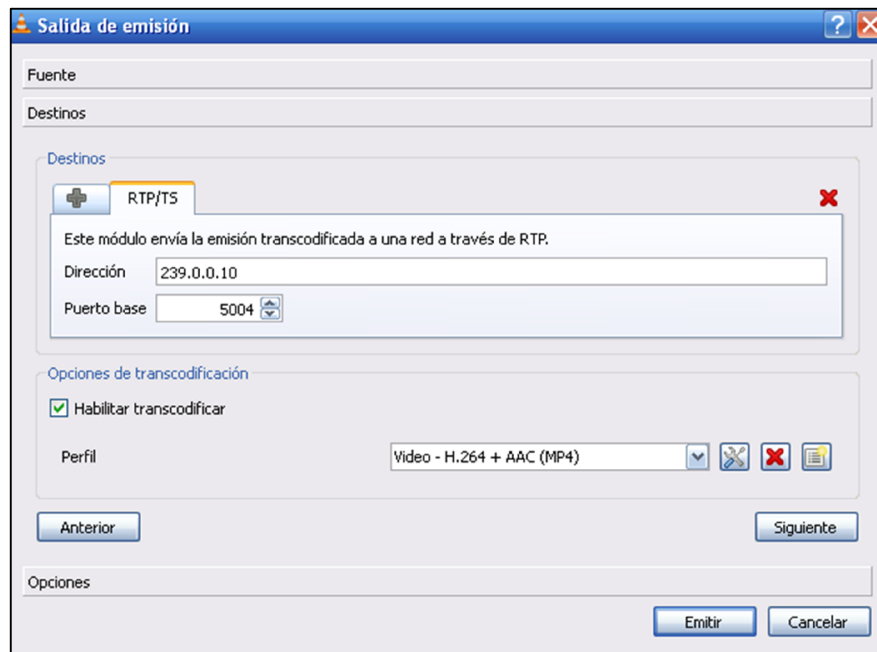 Salida de emisión
Fuente
Destinos
Destinos
RTP/TS
Este módulo envía la emisión transcodificada a una red a través de RTP.
Dirección 239.0.0.10
Puerto base 5004
Opciones de transcodificación
Habilitar transcodificar
Perfil Video - H.264 + AAC (MP4)
Anterior Siguiente
Opciones
Emitir Cancelar